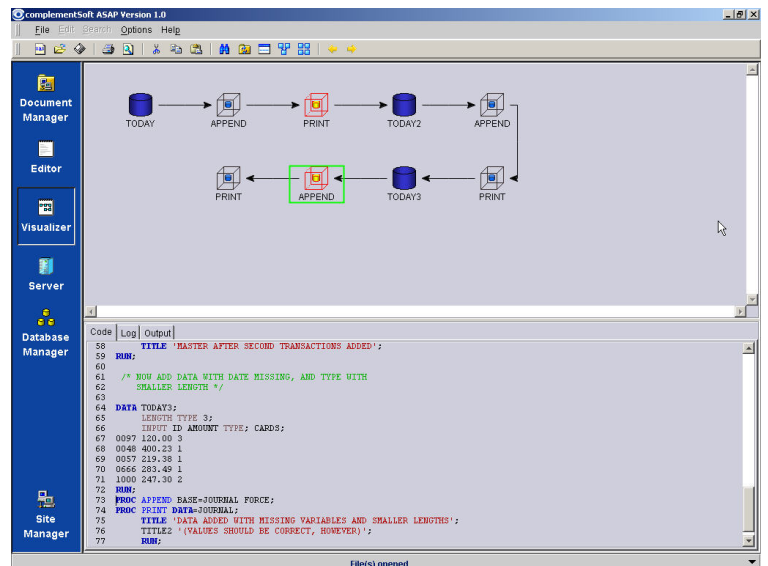 complementSoft ASAP Version 1.0
File Edit Search Options Help
Document
Manager
Editor
Visualizer
Server
Database
Manager
Site
Manager
TODAY APPEND PRINT TODAY2 APPEND
PRINT APPEND TODAY3 PRINT
Code Log Output
58 TITLE 'MASTER AFTER SECOND TRANSACTIONS ADDED';
59 RUN;
60
61 /* NOW ADD DATA WITH DATE MISSING, AND TYPE WITH
62 SMALLER LENGTH */
63
64 DATA TODAY3;
65 LENGTH TYPE 3;
66 INPUT ID AMOUNT TYPE; CARDS;
67 0097 120.00 3
68 0048 400.23 1
69 0057 219.38 1
70 0666 283.49 1
71 1000 247.30 2
72 RUN;
73 PROC APPEND BASE=JOURNAL FORCE;
74 PROC PRINT DATA=JOURNAL;
75 TITLE 'DATA ADDED WITH MISSING VARIABLES AND SMALLER LENGTHS';
76 TITLE2 '(VALUES SHOULD BE CORRECT, HOWEVER)';
77 RUN;
File(s) opened